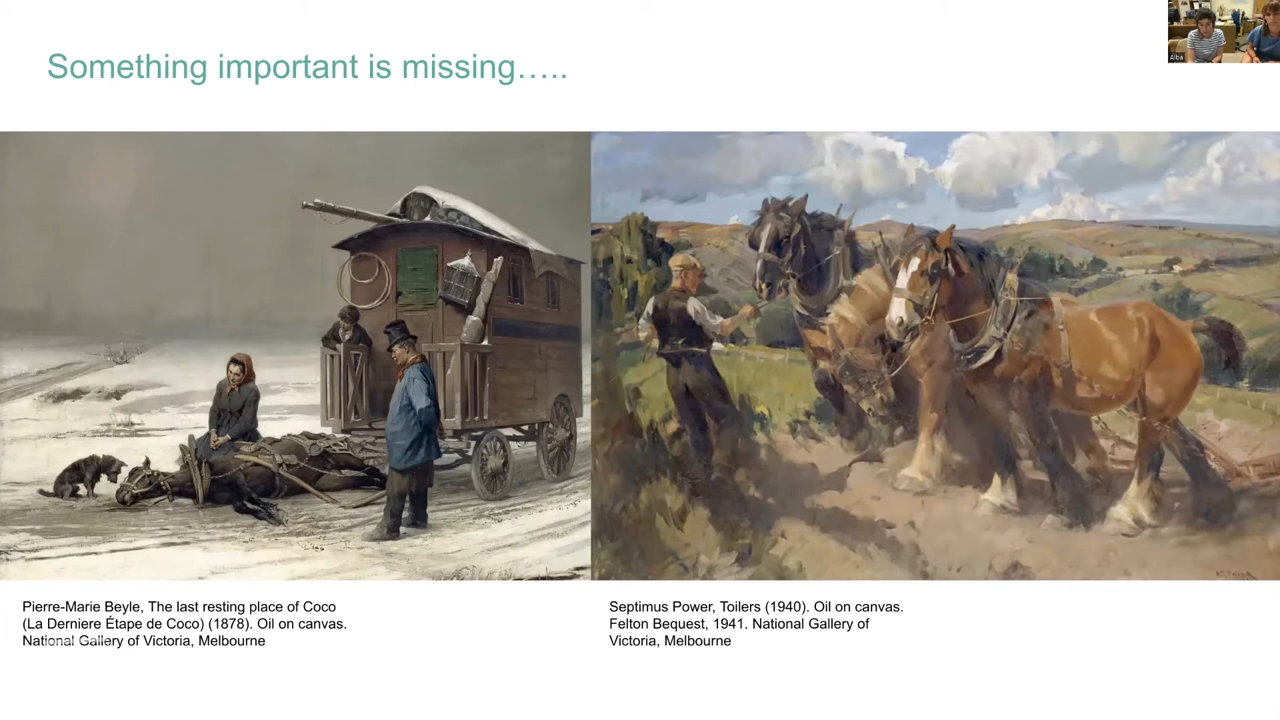 Something important is missing…..
Alba
Pierre-Marie Beyle, The last resting place of Coco
(La Derniere Étape de Coco) (1878). Oil on canvas.
National Gallery of Victoria, Melbourne
Septimus Power, Toilers (1940). Oil on canvas.
Felton Bequest, 1941. National Gallery of
Victoria, Melbourne